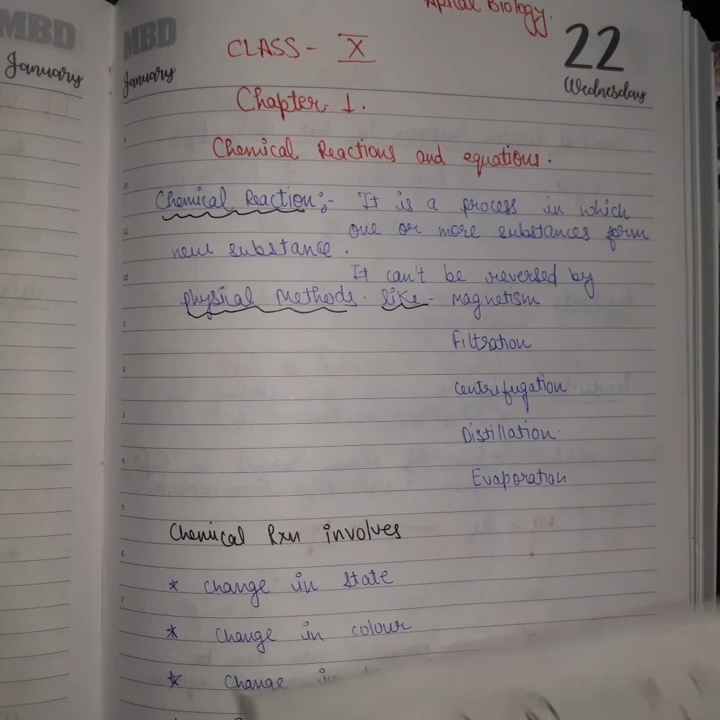 MBD
January
MBD
January
Biology.
22
Wednesday
CLASS - X
Chapter 1.
Chemical Reactions and equations.
Chemical Reaction:- It is a process in which
one or more substances form
new substance.
It can't be reversed by
physical methods. like - magnetism
Filtration
Centrifugation
Distillation
Evaporation
Chemical Rxn involves
* change in state
* change in colour
* change in